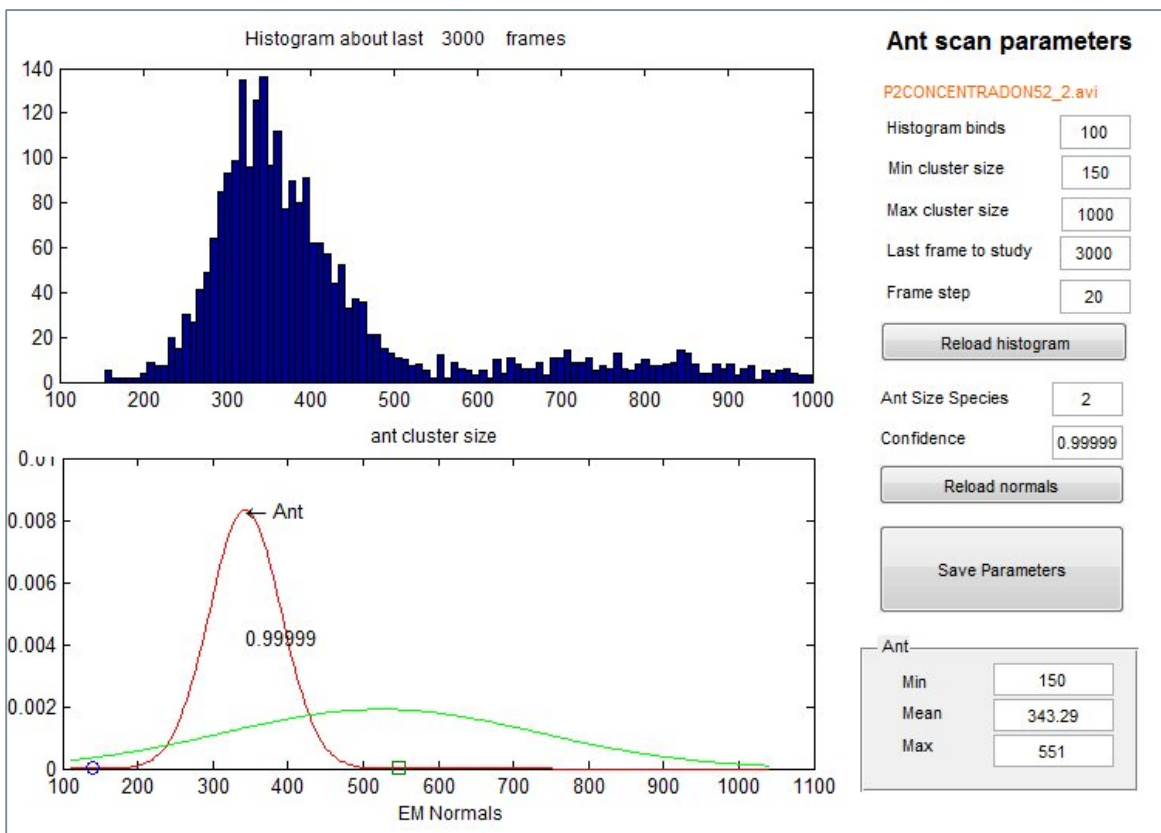 Histogram about last 3000 frames
140
120
100
80
60
40
20
0
100 200 300 400 500 600 700 800 900 1000
ant cluster size
0.01
0.008
0.006
0.004
0.002
0
← Ant
0.99999
100 200 300 400 500 600 700 800 900 1000 1100
EM Normals
Ant scan parameters
P2CONCENTRADON52_2.avi
Histogram binds 100
Min cluster size 150
Max cluster size 1000
Last frame to study 3000
Frame step 20
Reload histogram
Ant Size Species 2
Confidence 0.99999
Reload normals
Save Parameters
Ant
Min 150
Mean 343.29
Max 551